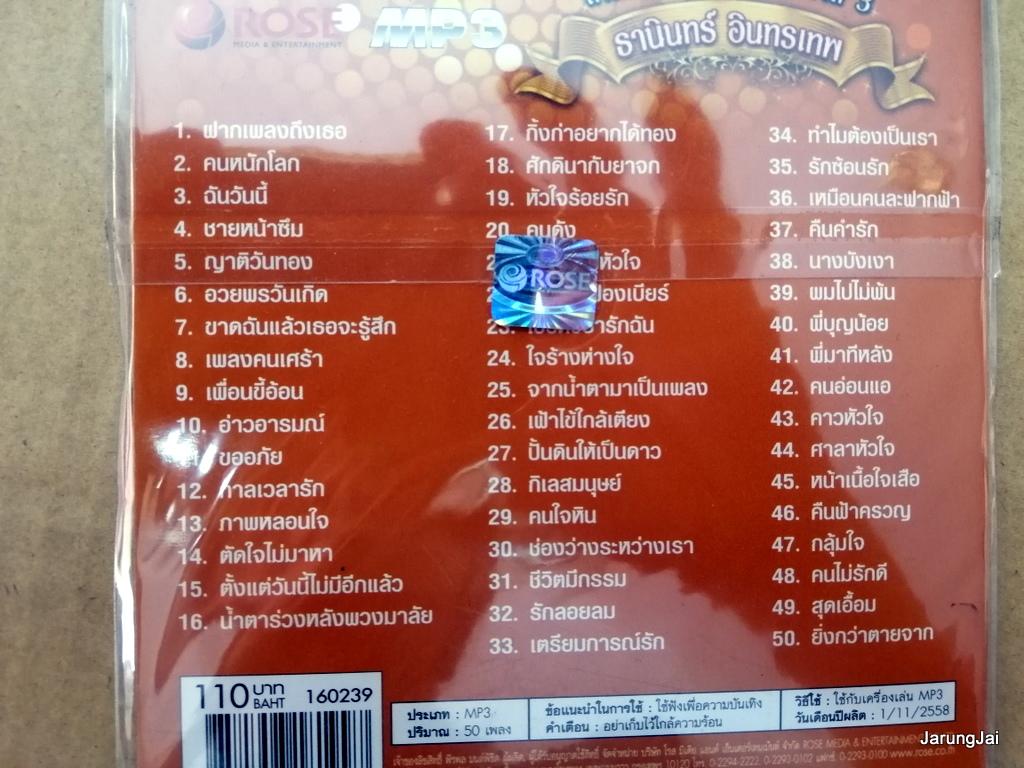 ROSE
MEDIA & ENTERTAINMENT
MP3
3
ธานินทร์ อินทรเทพ
1. ฝากเพลงถึงเธอ
2. คนหนักโลก
3. ฉันวันนี้
4. ชายหน้าซึม
5. ญาติวันทอง
6. อวยพรวันเกิด
7. ขาดฉันแล้วเธอจะรู้สึก
8. เพลงคนเศร้า
9. เพื่อนขี้อ้อน
10. อ่าวอารมณ์
ขออภัย
12. กาลเวลารัก
13. ภาพหลอนใจ
14. ตัดใจไม่มาหา
15. ตั้งแต่วันนี้ไม่มีอีกแล้ว
16. น้ำตาร่วงหลังพวงมาลัย
17. กิ้งก่าอยากได้ทอง
18. ศักดินากับยาจก
19. หัวใจร้อยรัก
20. คนดัง
หัวใจ
องเบียร์
ารักฉัน
24. ใจร้างห่างใจ
25. จากน้ำตามาเป็นเพลง
26. เฝ้าไข้ใกล้เตียง
27. ปั้นดินให้เป็นดาว
28. กิเลสมนุษย์
29. คนใจหิน
30. ช่องว่างระหว่างเรา
31. ชีวิตมีกรรม
32. รักลอยลม
33. เตรียมการณ์รัก
34. ทำไมต้องเป็นเรา
35. รักซ้อนรัก
36. เหมือนคนละฟากฟ้า
37. คืนคำรัก
38. นางบังเงา
39. ผมไปไม่พ้น
40. พี่บุญน้อย
41. พี่มาทีหลัง
42. คนอ่อนแอ
43. คาวหัวใจ
44. ศาลาหัวใจ
45. หน้าเนื้อใจเสือ
46. คืนฟ้าครวญ
47. กลุ้มใจ
48. คนไม่รักดี
49. สุดเอื้อม
50. ยิ่งกว่าตายจาก
ROSE
110 บาท BAHT 160239
ประเภท : MP3
ปริมาณ : 50 เพลง
ข้อแนะนำในการใช้ : ใช้ฟังเพื่อความบันเทิง
คำเตือน : อย่าเก็บไว้ใกล้ความร้อน
วิธีใช้ : ใช้กับเครื่องเล่น MP3
วันเดือนปีผลิต : 1/11/2558
JarungJai